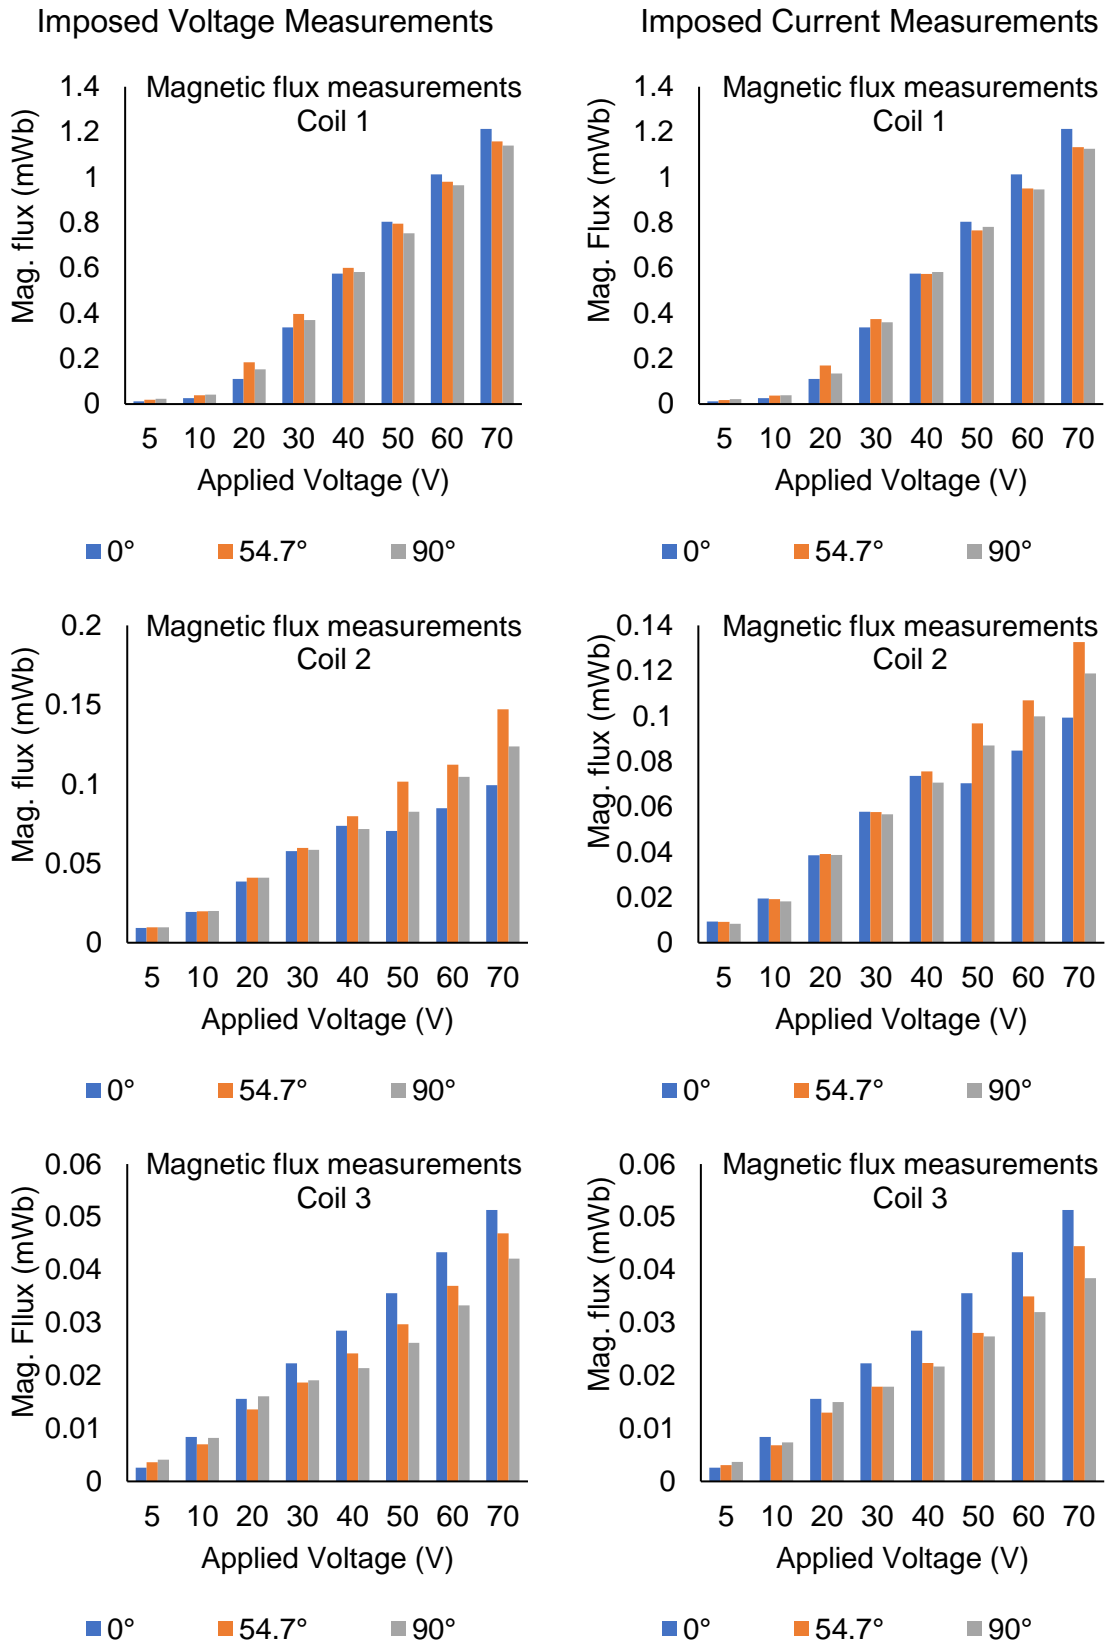 Imposed Voltage Measurements
Imposed Current Measurements
Magnetic flux measurements
Coil 1
Mag. flux (mWb)
1.4
1.2
1
0.8
0.6
0.4
0.2
0
5 10 20 30 40 50 60 70
Applied Voltage (V)
0° 54.7° 90°
Magnetic flux measurements
Coil 1
Mag. Flux (mWb)
1.4
1.2
1
0.8
0.6
0.4
0.2
0
5 10 20 30 40 50 60 70
Applied Voltage (V)
0° 54.7° 90°
Magnetic flux measurements
Coil 2
Mag. flux (mWb)
0.2
0.15
0.1
0.05
0
5 10 20 30 40 50 60 70
Applied Voltage (V)
0° 54.7° 90°
Magnetic flux measurements
Coil 2
Mag. flux (mWb)
0.14
0.12
0.1
0.08
0.06
0.04
0.02
0
5 10 20 30 40 50 60 70
Applied Voltage (V)
0° 54.7° 90°
Magnetic flux measurements
Coil 3
Mag. Fllux (mWb)
0.06
0.05
0.04
0.03
0.02
0.01
0
5 10 20 30 40 50 60 70
Applied Voltage (V)
0° 54.7° 90°
Magnetic flux measurements
Coil 3
Mag. flux (mWb)
0.06
0.05
0.04
0.03
0.02
0.01
0
5 10 20 30 40 50 60 70
Applied Voltage (V)
0° 54.7° 90°